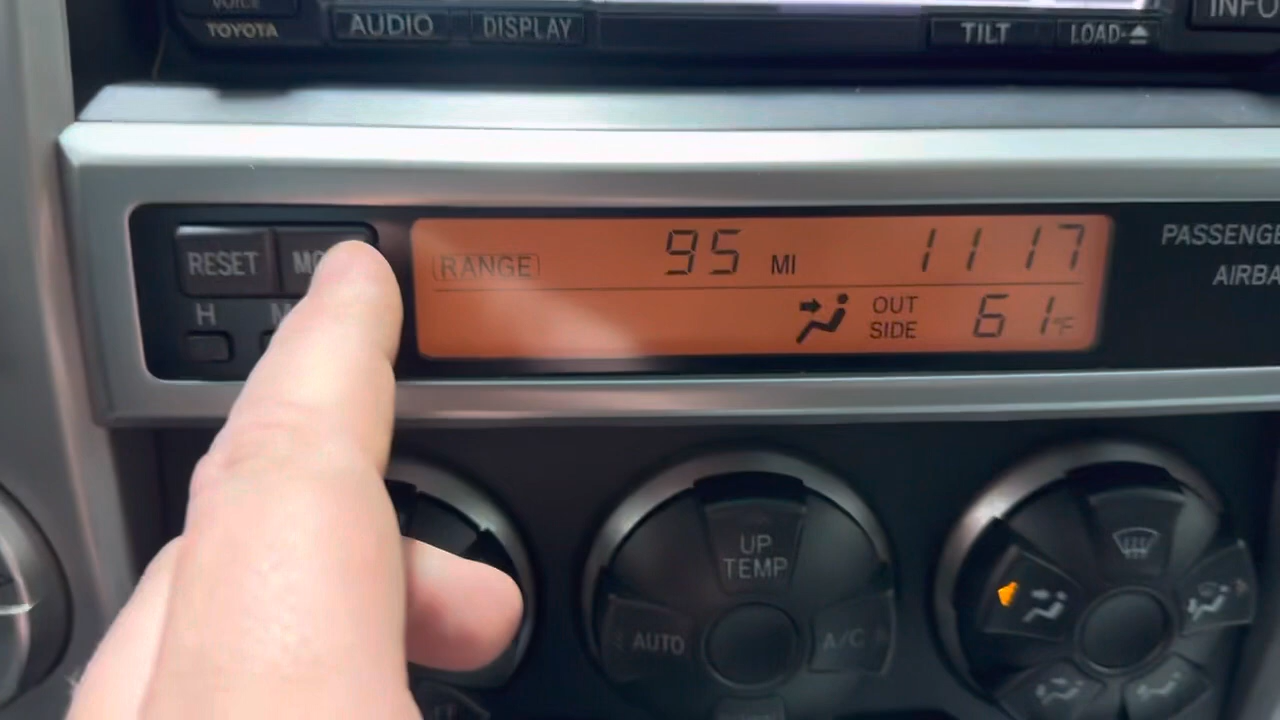 VOICE
TOYOTA
AUDIO
DISPLAY
TILT
LOAD
INFO
RESET
H
RANGE
95 MI
11 17
OUT
SIDE
61°F
PASSENGE
AIRBA
UP
TEMP
AUTO
A/C